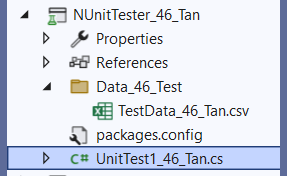 NUnitTester_46_Tan
Properties
References
Data_46_Test
TestData_46_Tan.csv
packages.config
C# UnitTest1_46_Tan.cs